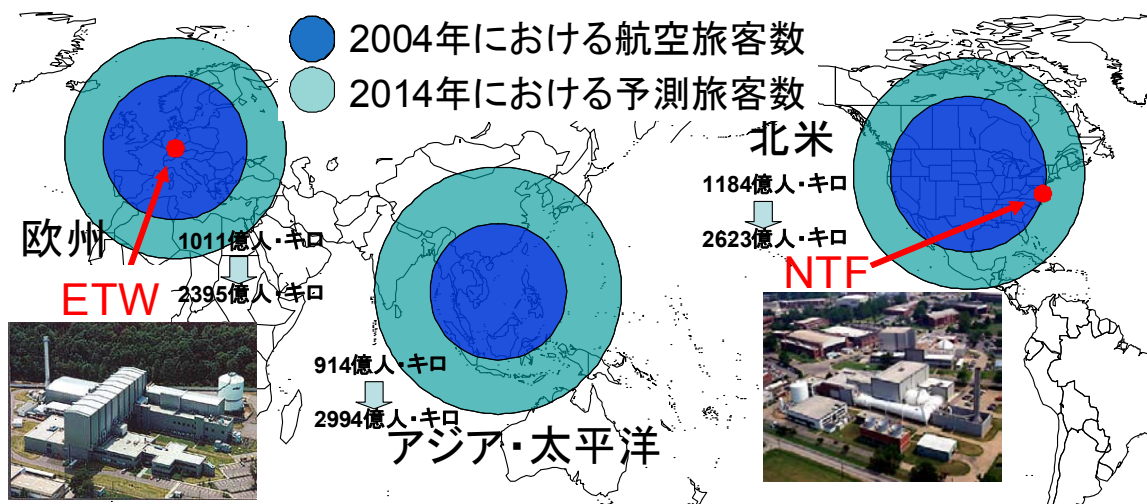 2004年における航空旅客数
2014年における予測旅客数
欧州
1011億人・キロ
2395億人・キロ
ETW
914億人・キロ
2994億人・キロ
アジア・太平洋
北米
1184億人・キロ
2623億人・キロ
NTF